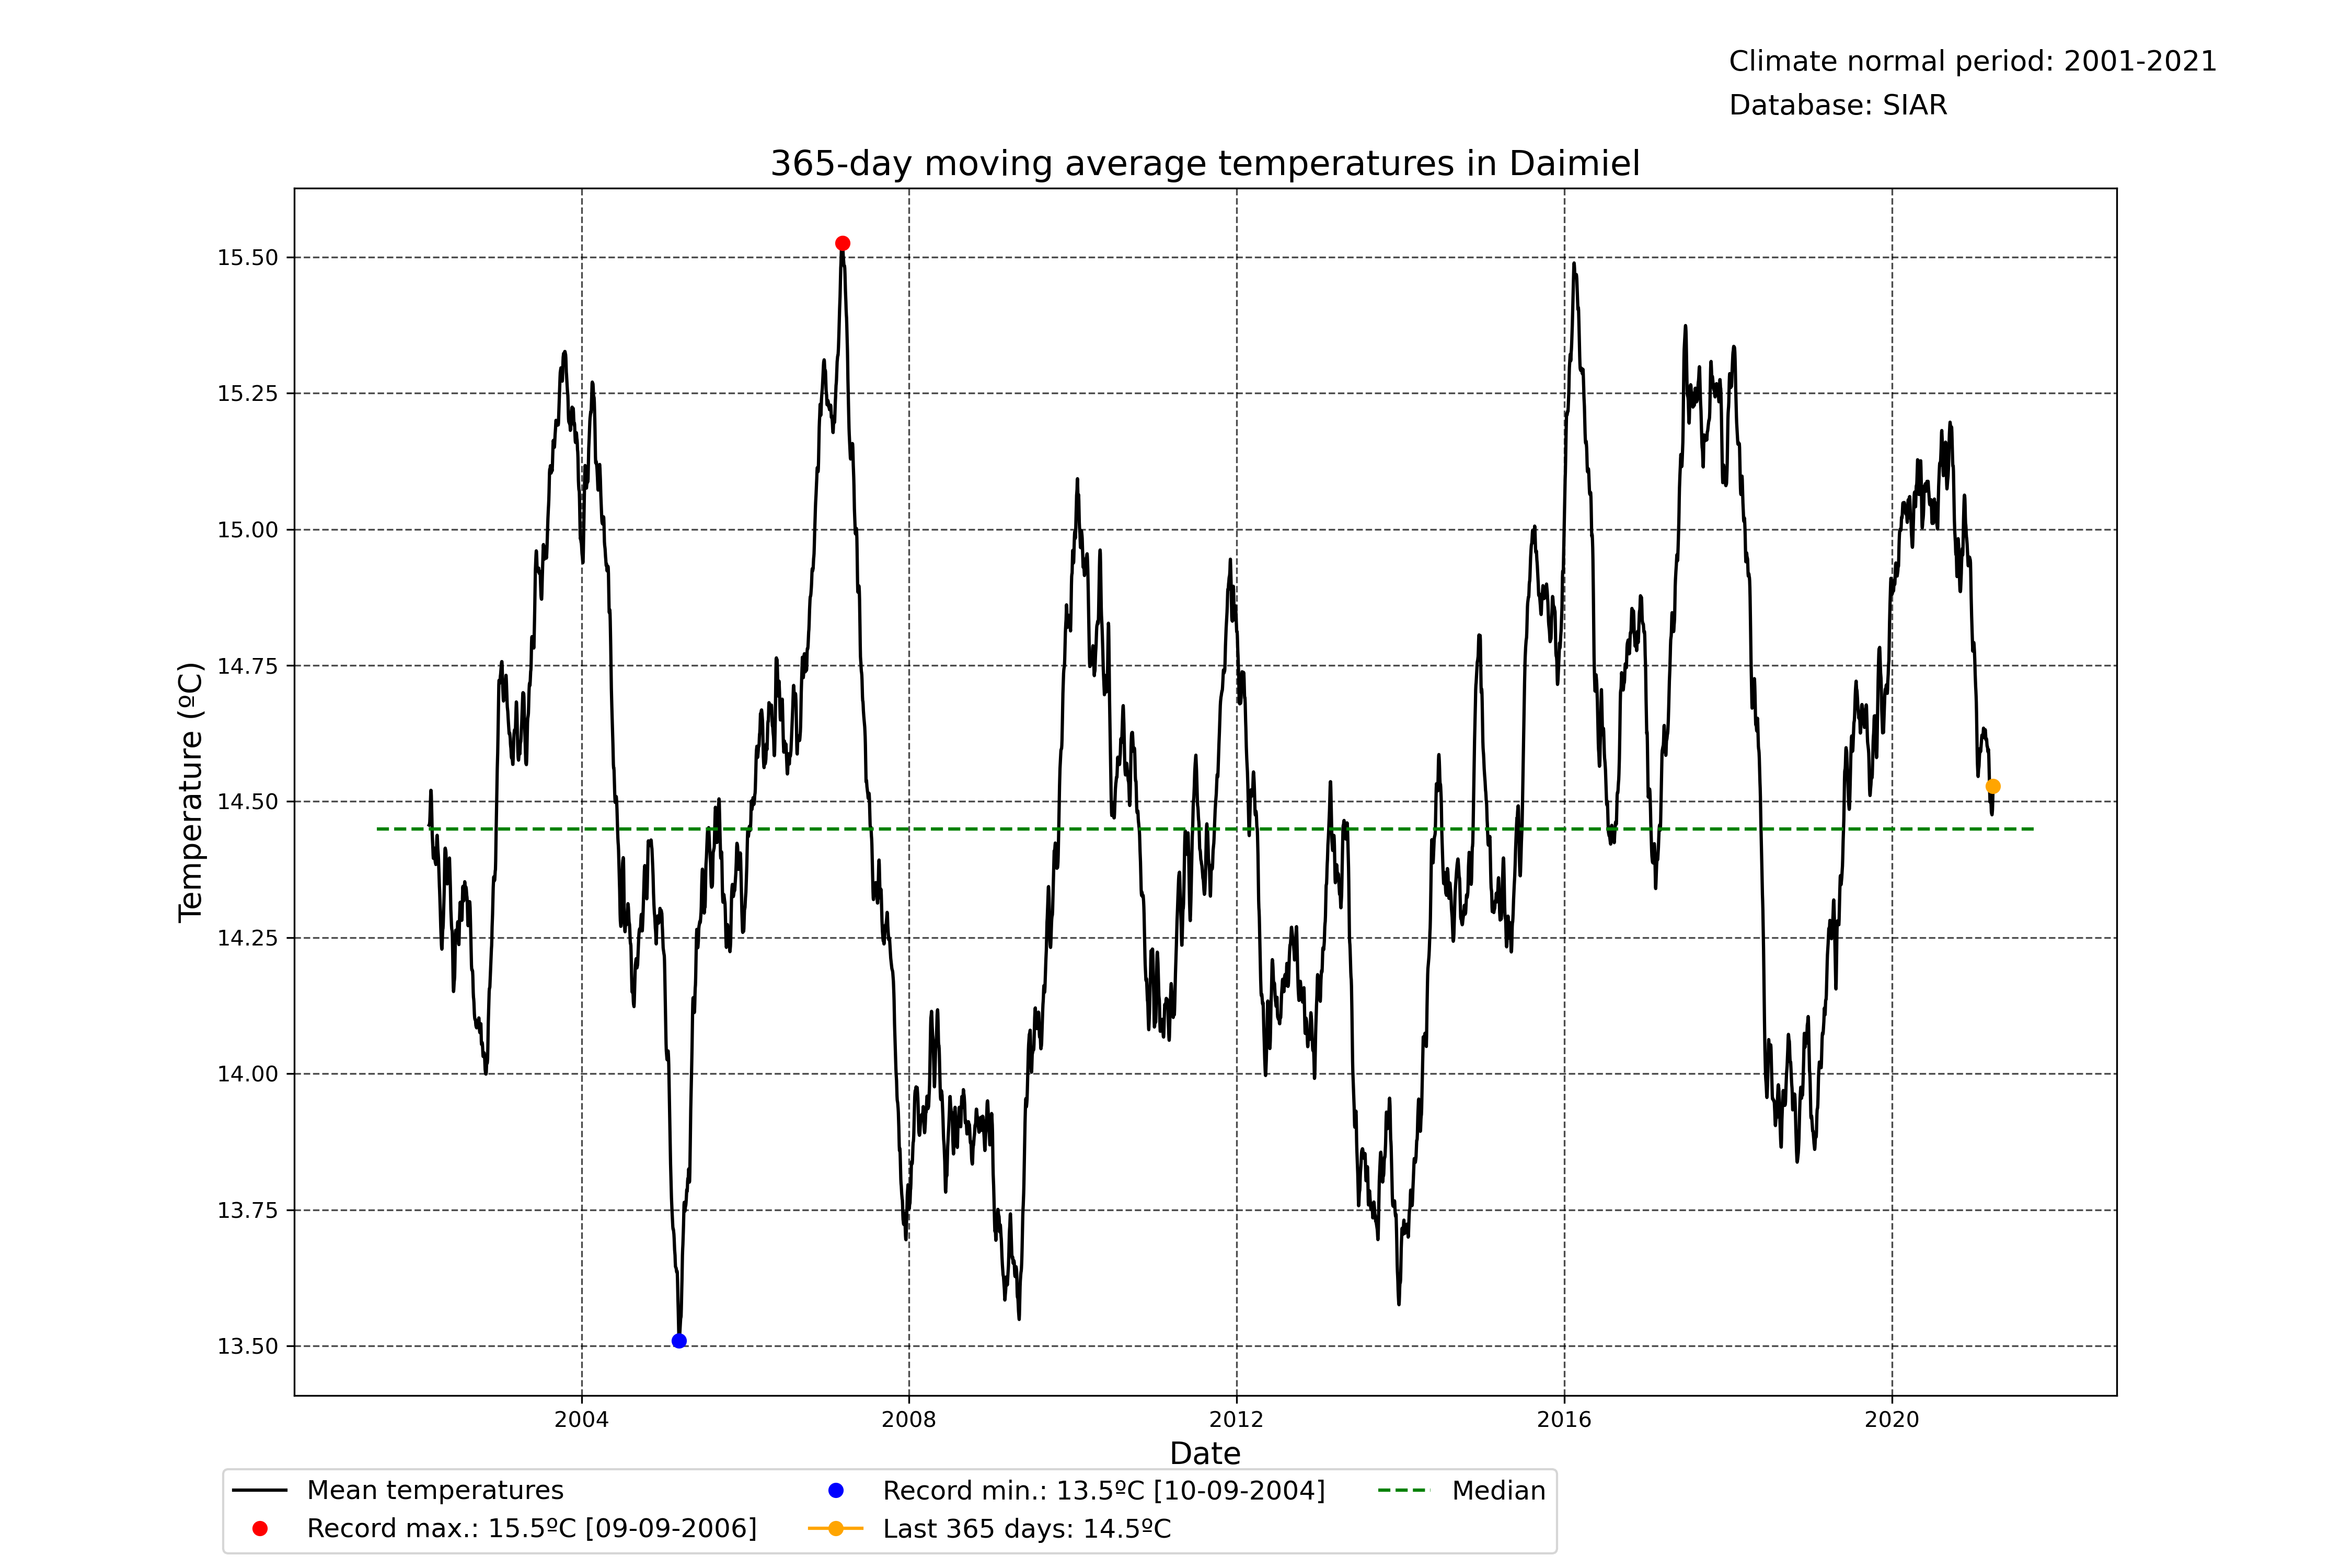 Climate normal period: 2001-2021
Database: SIAR
365-day moving average temperatures in Daimiel
Temperature (ºC)
15.50
15.25
15.00
14.75
14.50
14.25
14.00
13.75
13.50
2004
2008
2012
2016
2020
Date
Mean temperatures
Record max.: 15.5ºC [09-09-2006]
Record min.: 13.5ºC [10-09-2004]
Last 365 days: 14.5ºC
Median